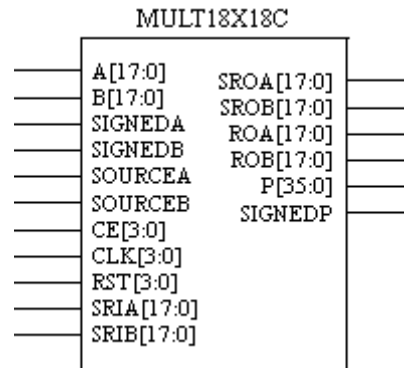 MULT18X18C
A[17:0]
B[17:0]
SIGNEDA
SIGNEDB
SOURCEA
SOURCEB
CE[3:0]
CLK[3:0]
RST[3:0]
SRIA[17:0]
SRIB[17:0]
SROA[17:0]
SROB[17:0]
ROA[17:0]
ROB[17:0]
P[35:0]
SIGNEDP